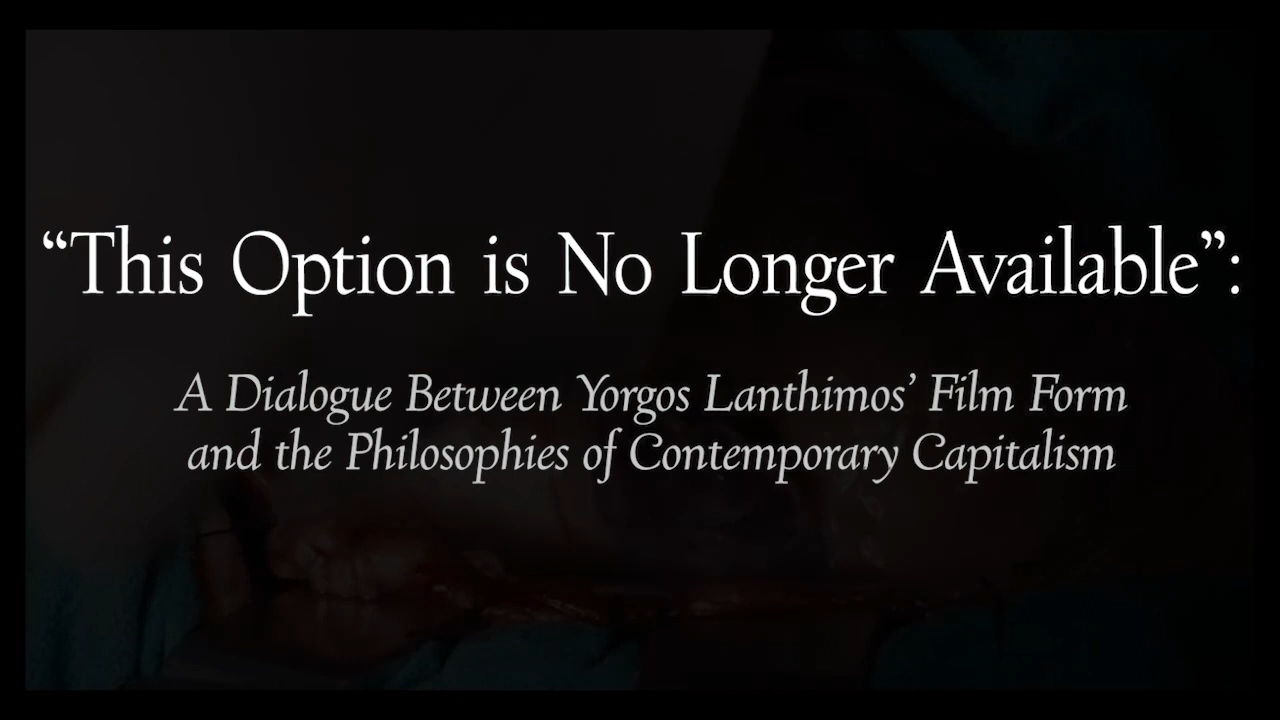 “This Option is No Longer Available”:
A Dialogue Between Yorgos Lanthimos’ Film Form
and the Philosophies of Contemporary Capitalism